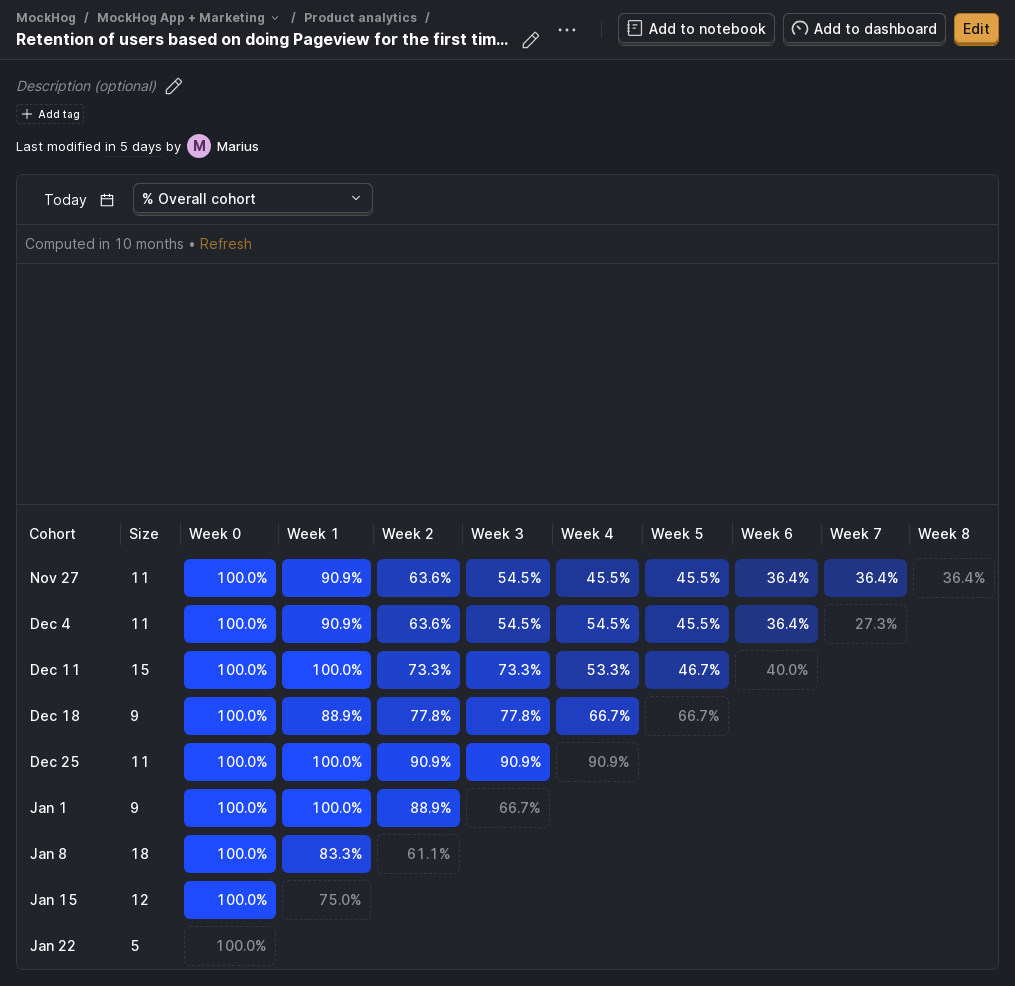 MockHog / MockHog App + Marketing / Product analytics /
Retention of users based on doing Pageview for the first tim...
Add to notebook
Add to dashboard
Edit
Description (optional)
Add tag
Last modified in 5 days by M Marius
Today
% Overall cohort
Computed in 10 months • Refresh
Cohort Size Week 0 Week 1 Week 2 Week 3 Week 4 Week 5 Week 6 Week 7 Week 8
Nov 27 11 100.0% 90.9% 63.6% 54.5% 45.5% 45.5% 36.4% 36.4% 36.4%
Dec 4 11 100.0% 90.9% 63.6% 54.5% 54.5% 45.5% 36.4% 27.3%
Dec 11 15 100.0% 100.0% 73.3% 73.3% 53.3% 46.7% 40.0%
Dec 18 9 100.0% 88.9% 77.8% 77.8% 66.7% 66.7%
Dec 25 11 100.0% 100.0% 90.9% 90.9% 90.9%
Jan 1 9 100.0% 100.0% 88.9% 66.7%
Jan 8 18 100.0% 83.3% 61.1%
Jan 15 12 100.0% 75.0%
Jan 22 5 100.0%